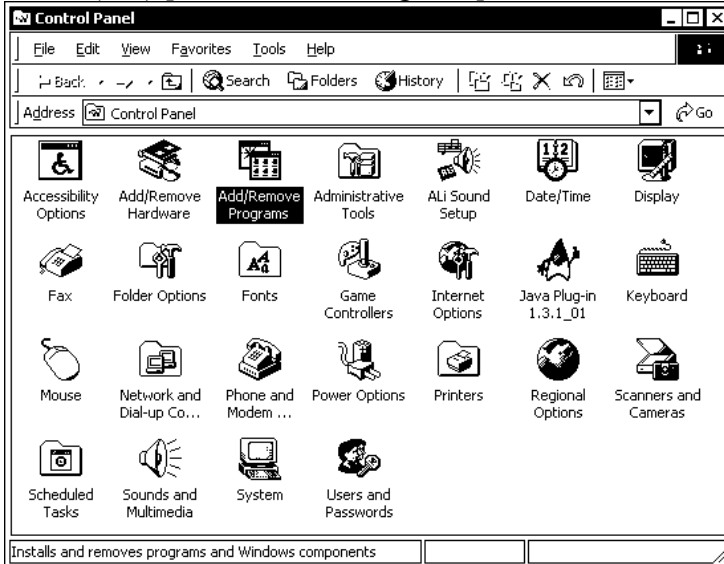 Control Panel
File Edit View Favorites Tools Help
Back Search Folders History
Address Control Panel Go
Accessibility Options
Add/Remove Hardware
Add/Remove Programs
Administrative Tools
ALi Sound Setup
Date/Time
Display
Fax
Folder Options
Fonts
Game Controllers
Internet Options
Java Plug-in 1.3.1_01
Keyboard
Mouse
Network and Dial-up Co...
Phone and Modem ...
Power Options
Printers
Regional Options
Scanners and Cameras
Scheduled Tasks
Sounds and Multimedia
System
Users and Passwords
Installs and removes programs and Windows components